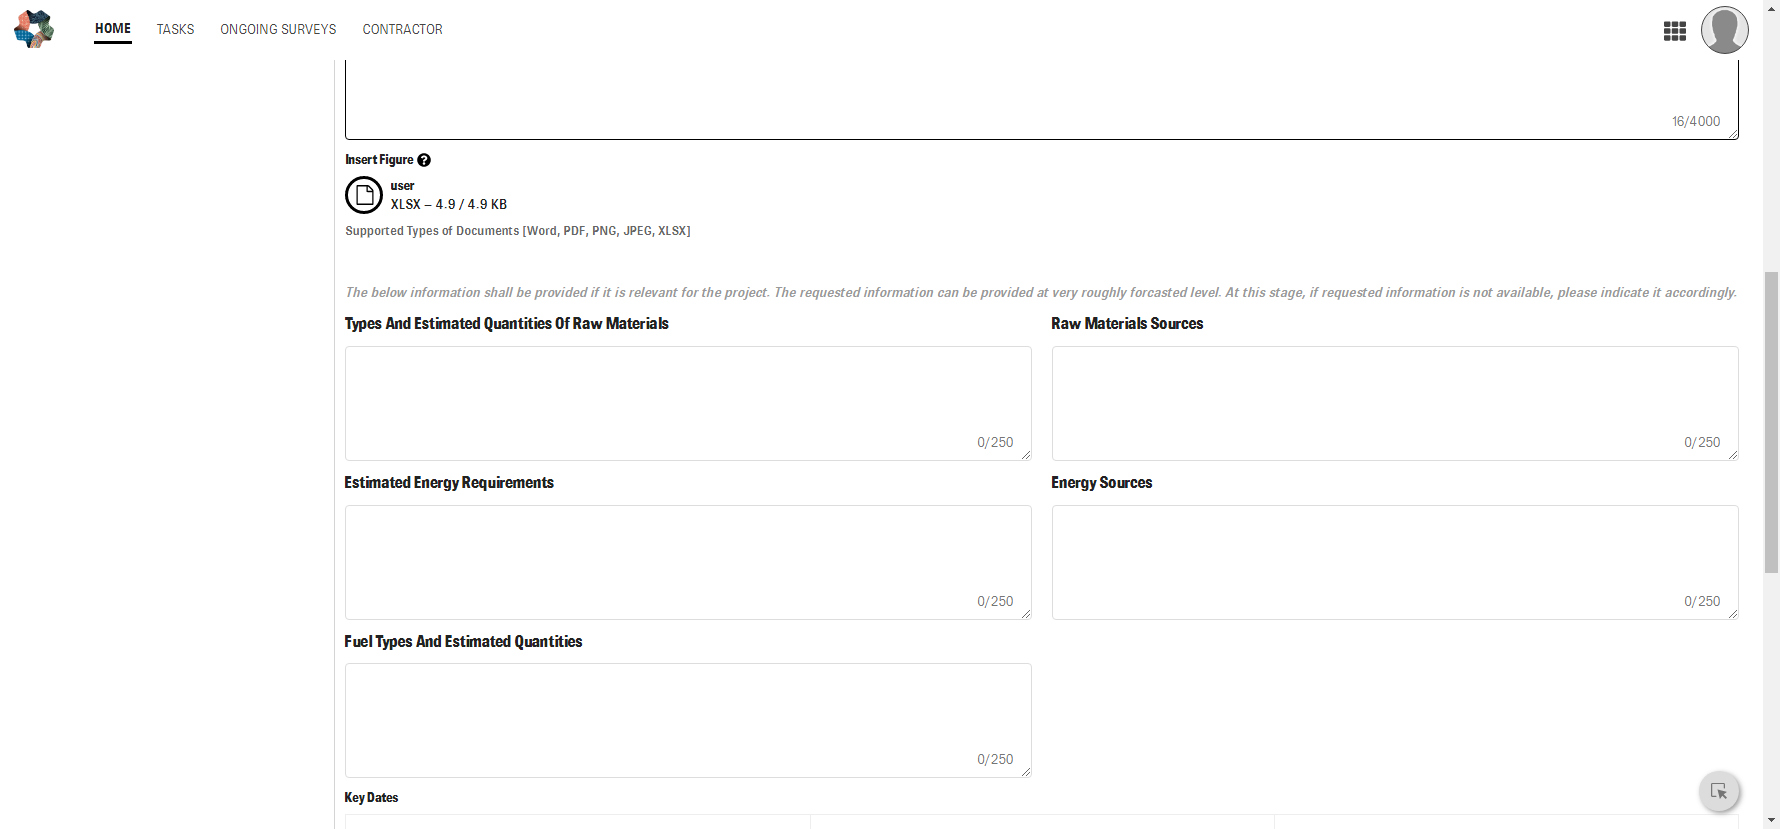 HOME TASKS ONGOING SURVEYS CONTRACTOR
16/4000
Insert Figure ?
user
XLSX – 4.9 / 4.9 KB
Supported Types of Documents [Word, PDF, PNG, JPEG, XLSX]
The below information shall be provided if it is relevant for the project. The requested information can be provided at very roughly forcasted level. At this stage, if requested information is not available, please indicate it accordingly.
Types And Estimated Quantities Of Raw Materials Raw Materials Sources
0/250 0/250
Estimated Energy Requirements Energy Sources
0/250 0/250
Fuel Types And Estimated Quantities
0/250
Key Dates